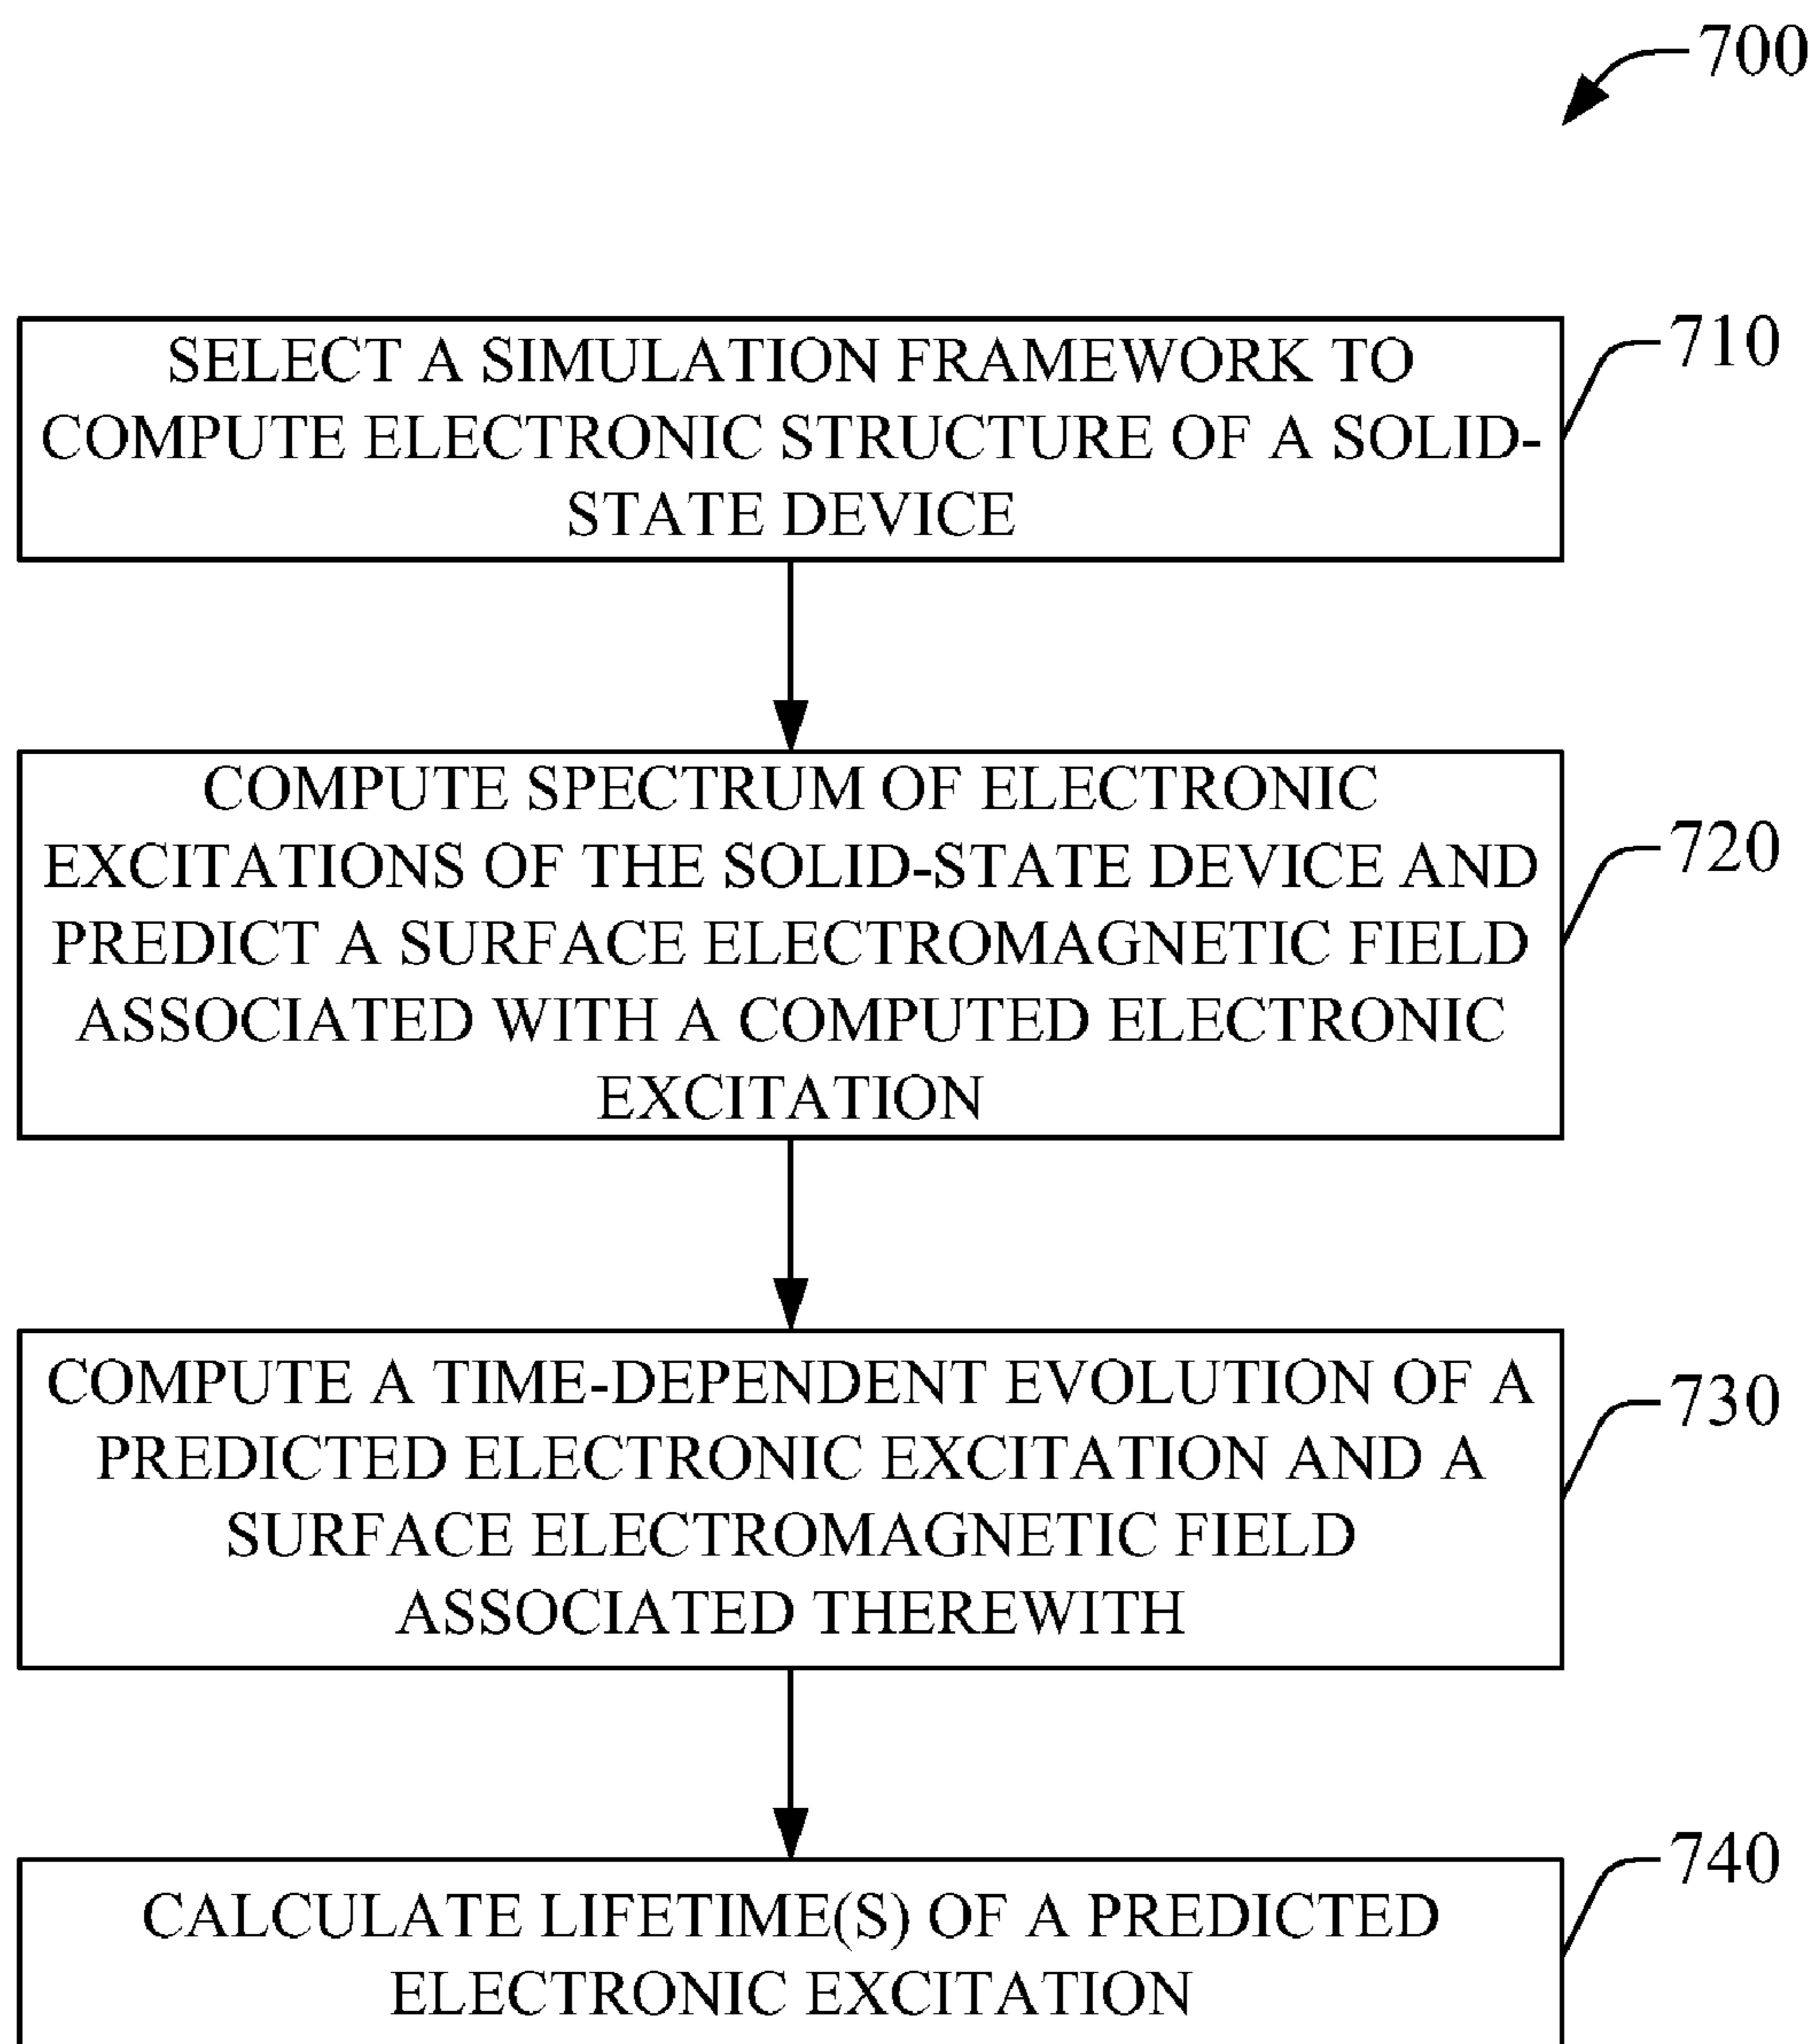 700
SELECT A SIMULATION FRAMEWORK TO
COMPUTE ELECTRONIC STRUCTURE OF A SOLID-
STATE DEVICE
710
COMPUTE SPECTRUM OF ELECTRONIC
EXCITATIONS OF THE SOLID-STATE DEVICE AND
PREDICT A SURFACE ELECTROMAGNETIC FIELD
ASSOCIATED WITH A COMPUTED ELECTRONIC
EXCITATION
720
COMPUTE A TIME-DEPENDENT EVOLUTION OF A
PREDICTED ELECTRONIC EXCITATION AND A
SURFACE ELECTROMAGNETIC FIELD
ASSOCIATED THEREWITH
730
CALCULATE LIFETIME(S) OF A PREDICTED
ELECTRONIC EXCITATION
740